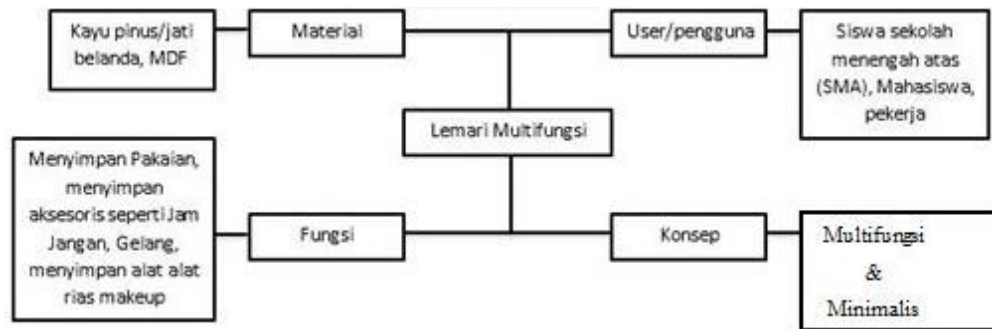 Kayu pinus/jati
belanda, MDF
Material
User/pengguna
Siswa sekolah
menengah atas
(SMA), Mahasiswa,
pekerja
Lemari Multifungsi
Menyimpan Pakaian,
menyimpan
aksesoris seperti Jam
Jangan, Gelang,
menyimpan alat alat
rias makeup
Fungsi
Konsep
Multifungsi
&
Minimalis